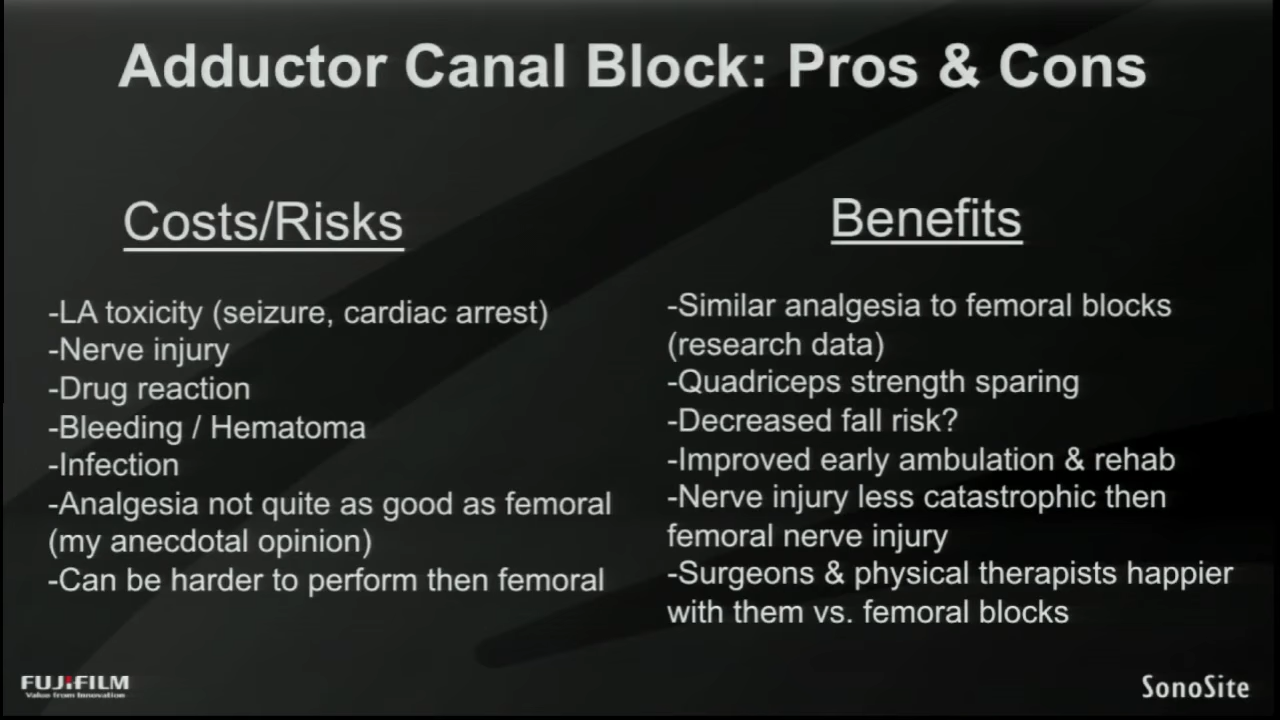 Adductor Canal Block: Pros & Cons
Costs/Risks
-LA toxicity (seizure, cardiac arrest)
-Nerve injury
-Drug reaction
-Bleeding / Hematoma
-Infection
-Analgesia not quite as good as femoral
(my anecdotal opinion)
-Can be harder to perform then femoral
Benefits
-Similar analgesia to femoral blocks
(research data)
-Quadriceps strength sparing
-Decreased fall risk?
-Improved early ambulation & rehab
-Nerve injury less catastrophic then
femoral nerve injury
-Surgeons & physical therapists happier
with them vs. femoral blocks
FUJIFILM
Value from Innovation
SonoSite